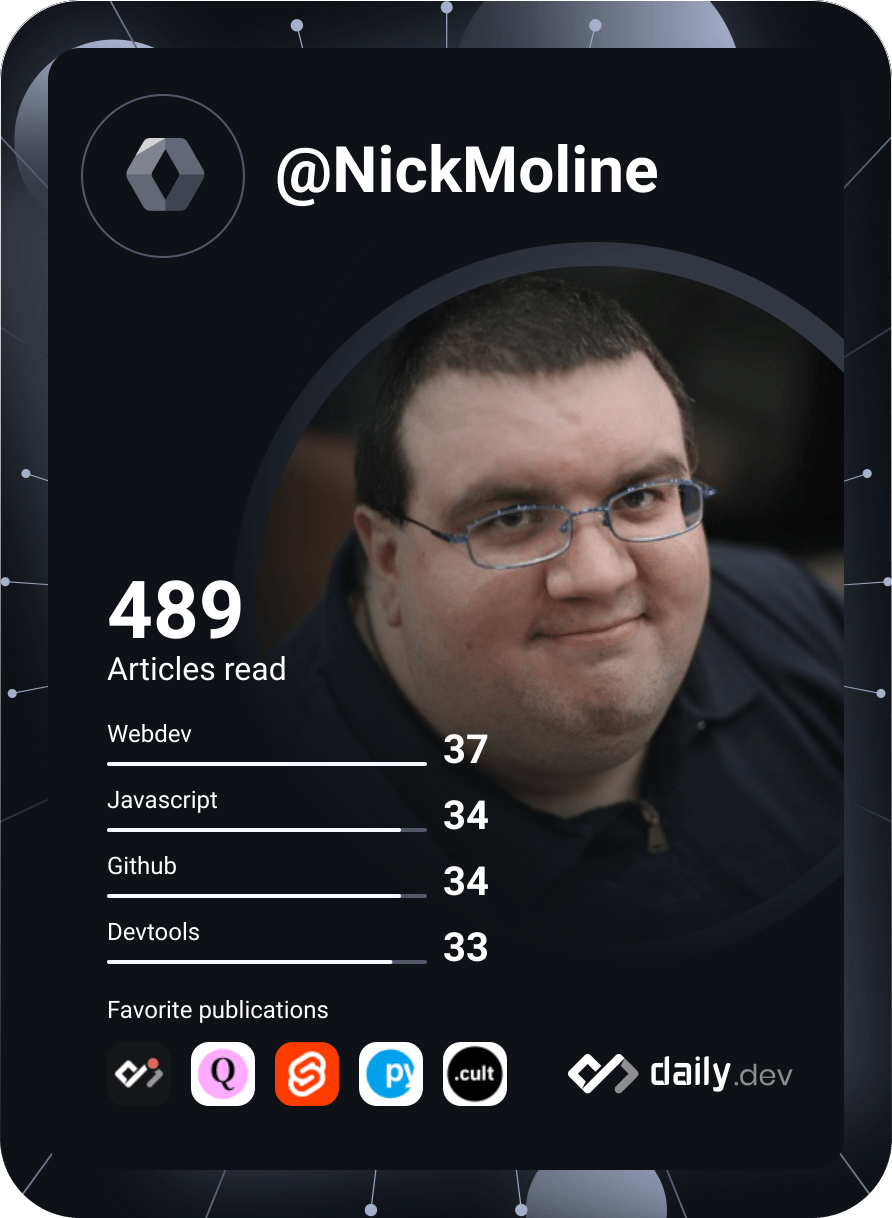 @NickMoline
489
Articles read
Webdev
37
Javascript
34
Github
34
Devtools
33
Favorite publications
Q
py
.cult
daily.dev